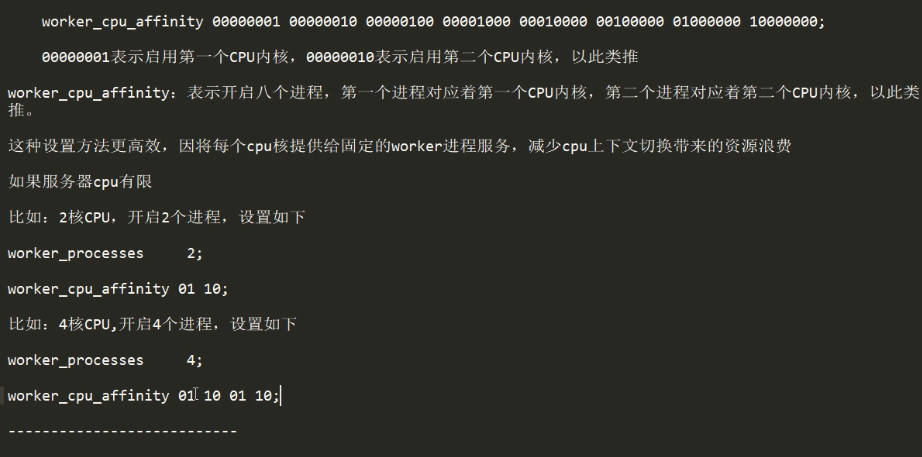 worker_cpu_affinity 00000001 00000010 00000100 00001000 00010000 00100000 01000000 10000000;
00000001表示启用第一个CPU内核，00000010表示启用第二个CPU内核，以此类推
worker_cpu_affinity：表示开启八个进程，第一个进程对应着第一个CPU内核，第二个进程对应着第二个CPU内核，以此类
推。
这种设置方法更高效，因将每个cpu核提供给固定的worker进程服务，减少cpu上下文切换带来的资源浪费
如果服务器cpu有限
比如：2核CPU，开启2个进程，设置如下
worker_processes     2;
worker_cpu_affinity 01 10;
比如：4核CPU,开启4个进程，设置如下
worker_processes     4;
worker_cpu_affinity 01 10 01 10;
---------------------------